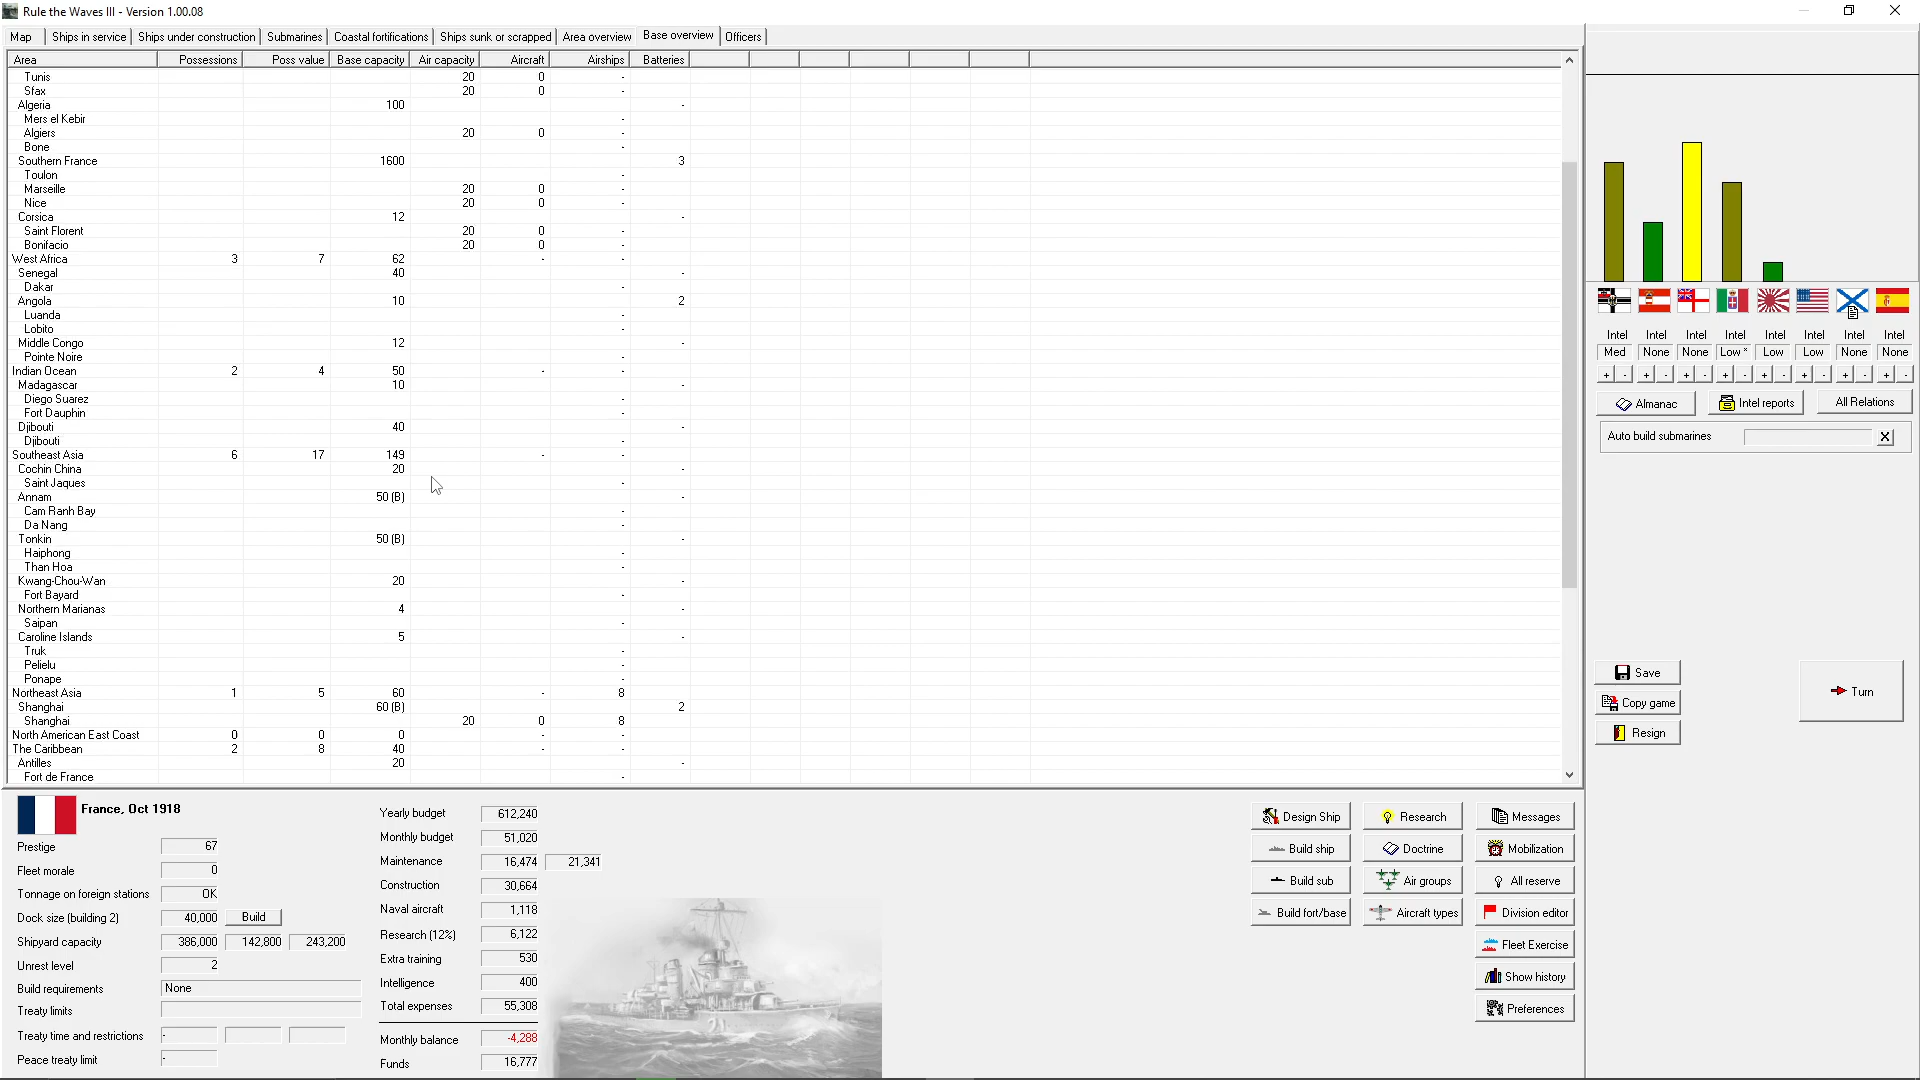 Rule the Waves III - Version 1.00.08
Map Ships in service Ships under construction Submarines Coastal fortifications Ships sunk or scrapped Area overview Base overview Officers
Area Possessions Poss value Base capacity Air capacity Aircraft Airships Batteries
Tunis 20 0 -
Sfax 20 0 -
Algeria 100 -
Mers el Kebir -
Algiers 20 0 -
Bone -
Southern France 1600 3
Toulon -
Marseille 20 0 -
Nice 20 0 -
Corsica 12 -
Saint Florent 20 0 -
Bonifacio 20 0 -
West Africa 3 7 62 - -
Senegal 40 -
Dakar -
Angola 10 2
Luanda -
Lobito -
Middle Congo 12 -
Pointe Noire -
Indian Ocean 2 4 50 - -
Madagascar 10 -
Diego Suarez -
Fort Dauphin -
Djibouti 40 -
Djibouti -
Southeast Asia 6 17 149 - -
Cochin China 20 -
Saint Jaques -
Annam 50 (B) -
Cam Ranh Bay -
Da Nang -
Tonkin 50 (B) -
Haiphong -
Than Hoa -
Kwang-Chou-Wan 20 -
Fort Bayard -
Northern Marianas 4 -
Saipan -
Caroline Islands 5 -
Truk -
Pelielu -
Ponape -
Northeast Asia 1 5 60 - 8
Shanghai 60 (B) 2
Shanghai 20 0 8
North American East Coast 0 0 0 - -
The Caribbean 2 8 40 - -
Antilles 20 -
Fort de France -
Intel Intel Intel Intel Intel Intel Intel Intel
Med None None Low * Low Low None None
+ - + - + - + - + - + - + - + -
Almanac Intel reports All Relations
Auto build submarines X
Save
Copy game
Resign
Turn
France, Oct 1918
Prestige 67
Fleet morale 0
Tonnage on foreign stations OK
Dock size (building 2) 40,000 Build
Shipyard capacity 386,000 142,800 243,200
Unrest level 2
Build requirements None
Treaty limits
Treaty time and restrictions -
Peace treaty limit -
Yearly budget 612,240
Monthly budget 51,020
Maintenance 16,474 21,341
Construction 30,664
Naval aircraft 1,118
Research (12%) 6,122
Extra training 530
Intelligence 400
Total expenses 55,308
Monthly balance -4,288
Funds 16,777
Design Ship Research Messages
Build ship Doctrine Mobilization
Build sub Air groups All reserve
Build fort/base Aircraft types Division editor
Fleet Exercise
Show history
Preferences